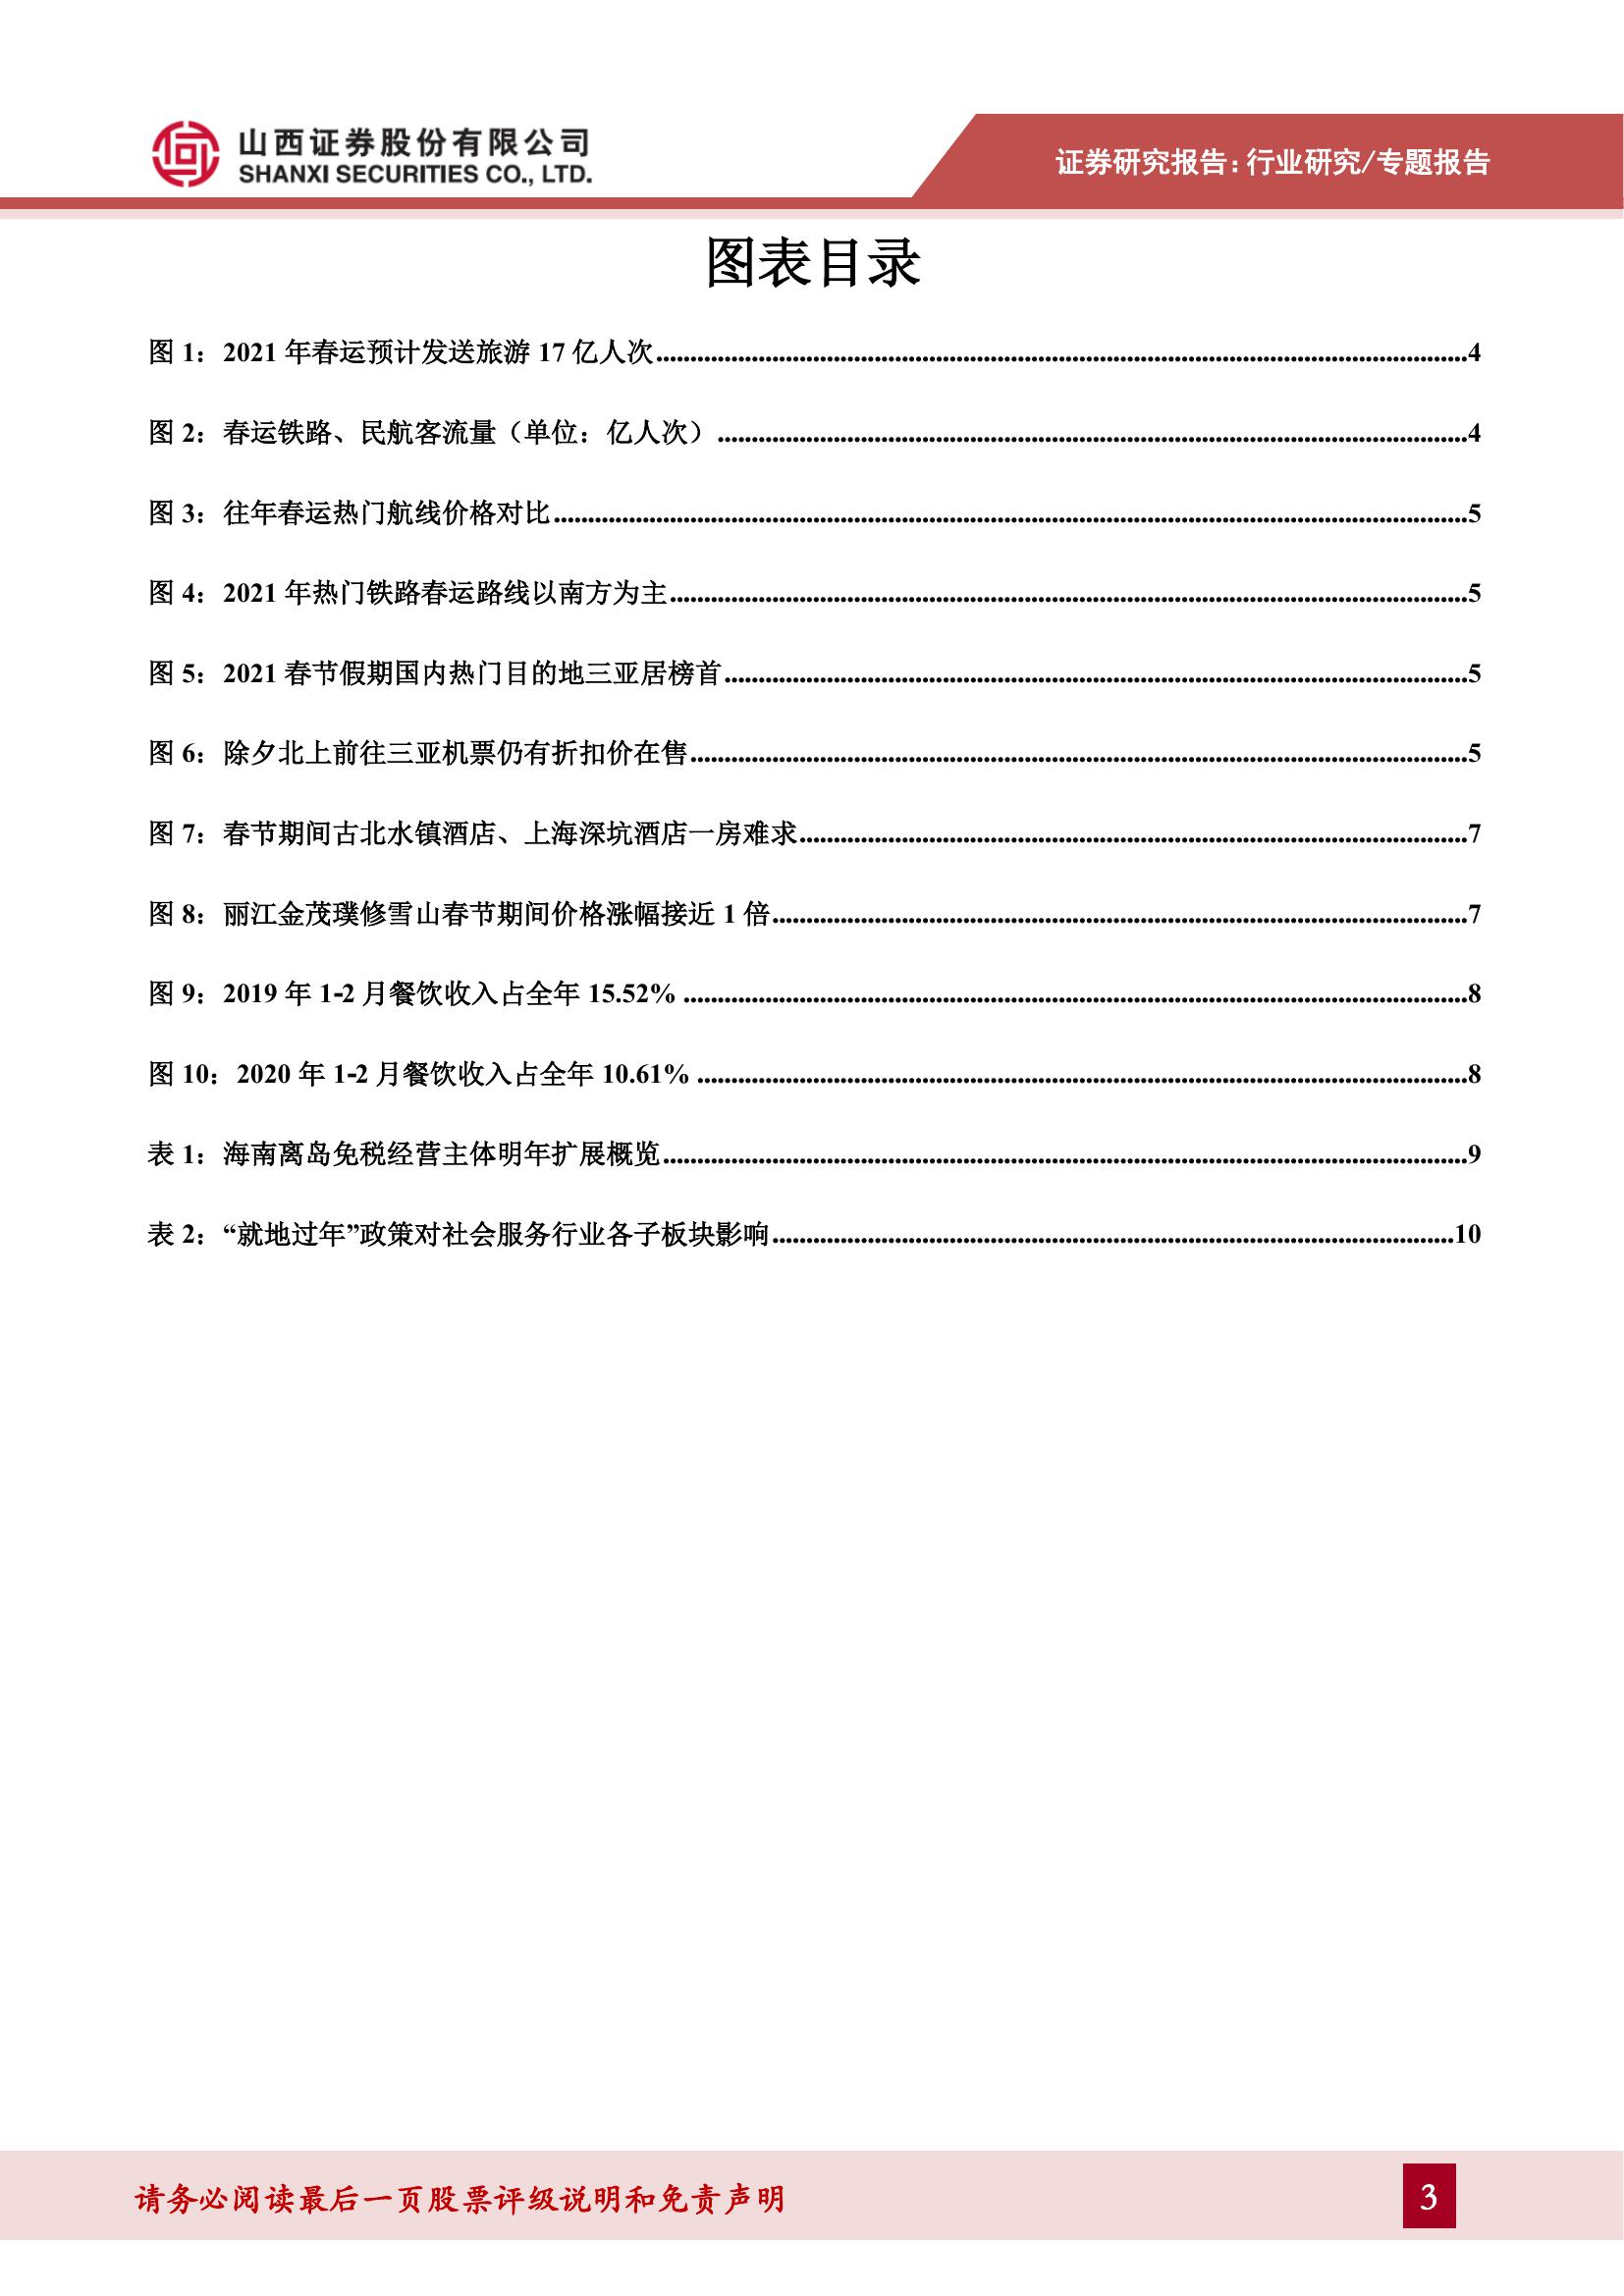 山西证券股份有限公司
SHANXI SECURITIES CO., LTD.
证券研究报告：行业研究/专题报告
图表目录
图 1：2021 年春运预计发送旅游 17 亿人次....................4
图 2：春运铁路、民航客流量（单位：亿人次）....................4
图 3：往年春运热门航线价格对比....................5
图 4：2021 年热门铁路春运路线以南方为主....................5
图 5：2021 春节假期国内热门目的地三亚居榜首....................5
图 6：除夕北上前往三亚机票仍有折扣价在售....................5
图 7：春节期间古北水镇酒店、上海深坑酒店一房难求....................7
图 8：丽江金茂璞修雪山春节期间价格涨幅接近 1 倍....................7
图 9：2019 年 1-2 月餐饮收入占全年 15.52%....................8
图 10：2020 年 1-2 月餐饮收入占全年 10.61%....................8
表 1：海南离岛免税经营主体明年扩展概览....................9
表 2：“就地过年”政策对社会服务行业各子板块影响....................10
请务必阅读最后一页股票评级说明和免责声明
3